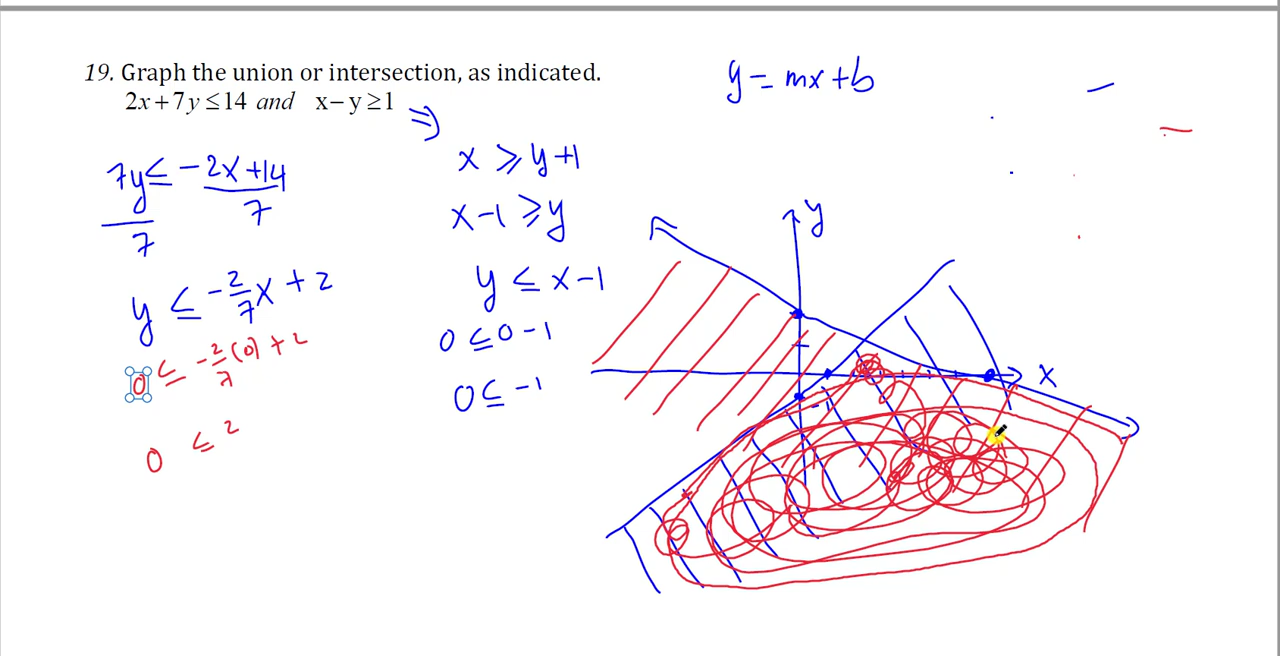 19. Graph the union or intersection, as indicated.
2x+7y≤14 and x−y≥1 ⇒
y = mx+b
7y ≤ −2x+14
7 7
y ≤ −2/7x + 2
0 ≤ −2/7(0) + 2
0 ≤ 2
x ≥ y+1
x−1 ≥ y
y ≤ x−1
0 ≤ 0−1
0 ≤ −1
y
x
−1